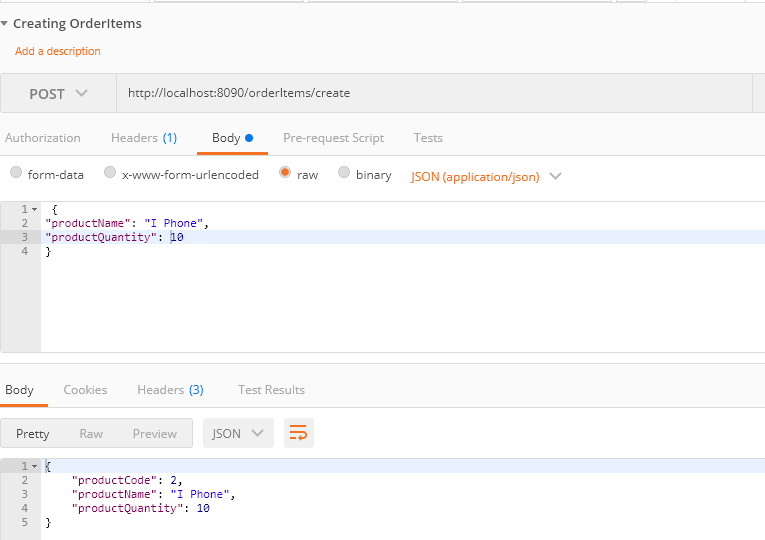 Creating OrderItems
Add a description
POST http://localhost:8090/orderItems/create
Authorization Headers (1) Body Pre-request Script Tests
form-data x-www-form-urlencoded raw binary JSON (application/json)
1 {
2 "productName": "I Phone",
3 "productQuantity": 10
4 }
Body Cookies Headers (3) Test Results
Pretty Raw Preview JSON
1 {
2 "productCode": 2,
3 "productName": "I Phone",
4 "productQuantity": 10
5 }